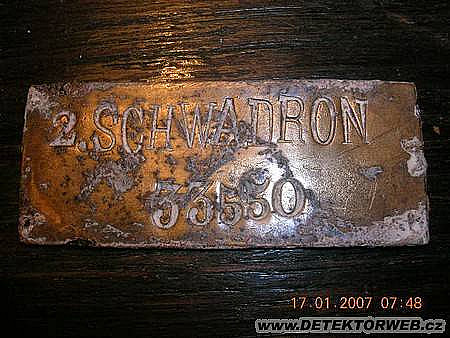 2. SCHWADRON
33550
17.01.2007 07:48
WWW.DETEKTORWEB.CZ